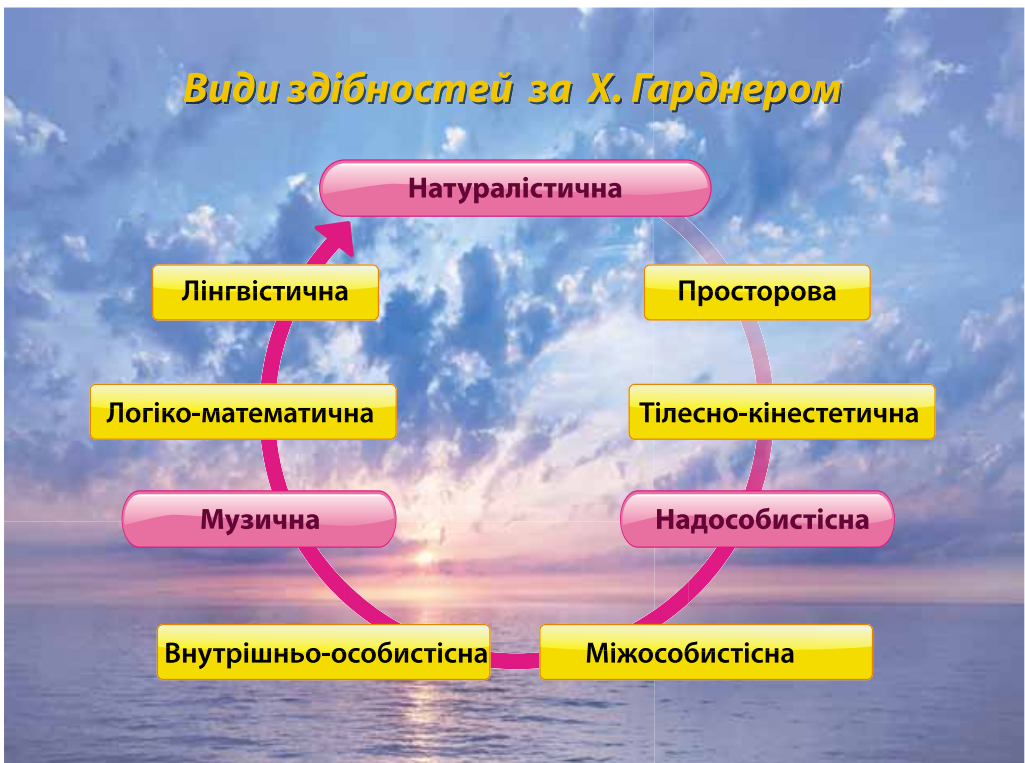 Види здібностей за Х. Гарднером
Натуралістична
Лінгвістична
Просторова
Логіко-математична
Тілесно-кінестетична
Музична
Надособистісна
Внутрішньо-особистісна
Міжособистісна